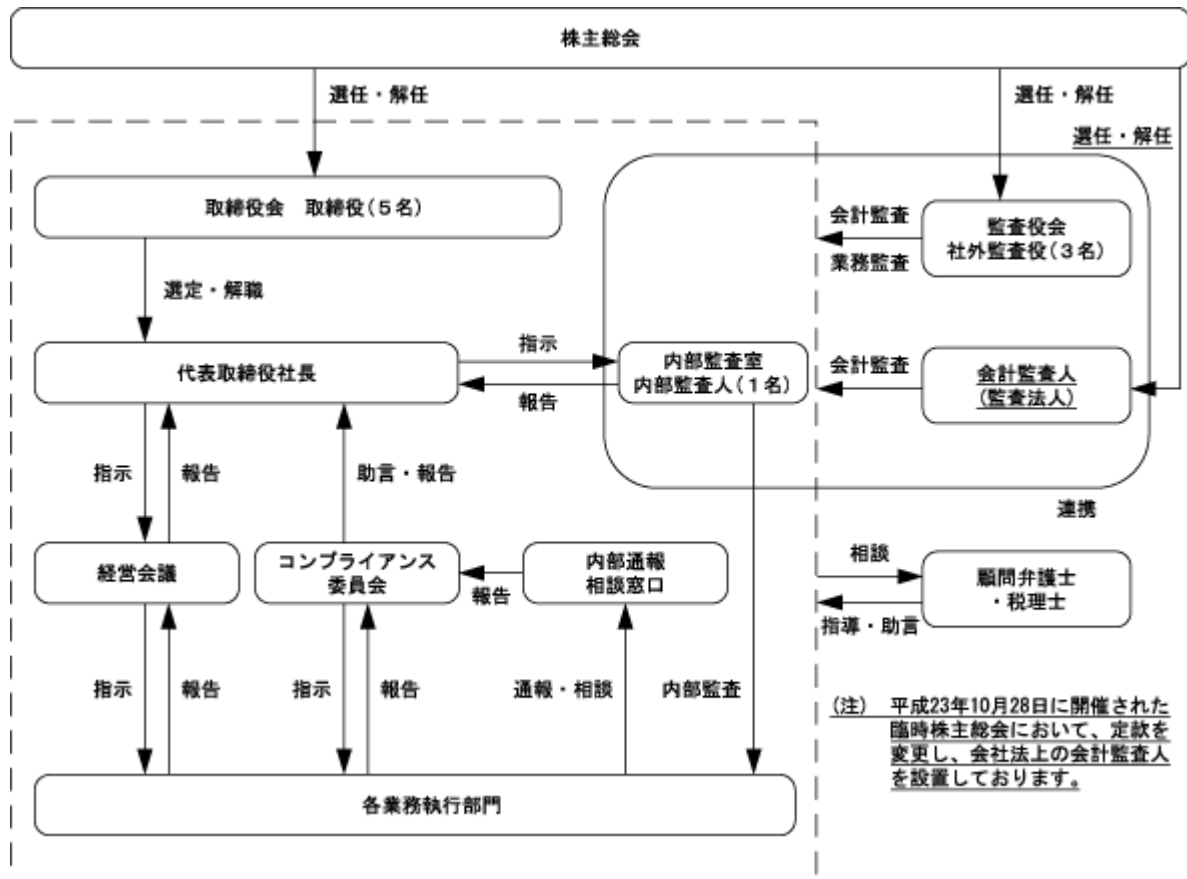 株主総会
選任・解任
選任・解任
選任・解任
取締役会　取締役(５名)
会計監査
業務監査
監査役会
社外監査役(３名)
選定・解職
代表取締役社長
指示
報告
内部監査室
内部監査人(１名)
会計監査
会計監査人
(監査法人)
指示
報告
助言・報告
連携
経営会議
コンプライアンス
委員会
報告
内部通報
相談窓口
相談
指導・助言
顧問弁護士
・税理士
指示
報告
指示
報告
通報・相談
内部監査
(注)　平成23年10月28日に開催された
臨時株主総会において、定款を
変更し、会社法上の会計監査人
を設置しております。
各業務執行部門